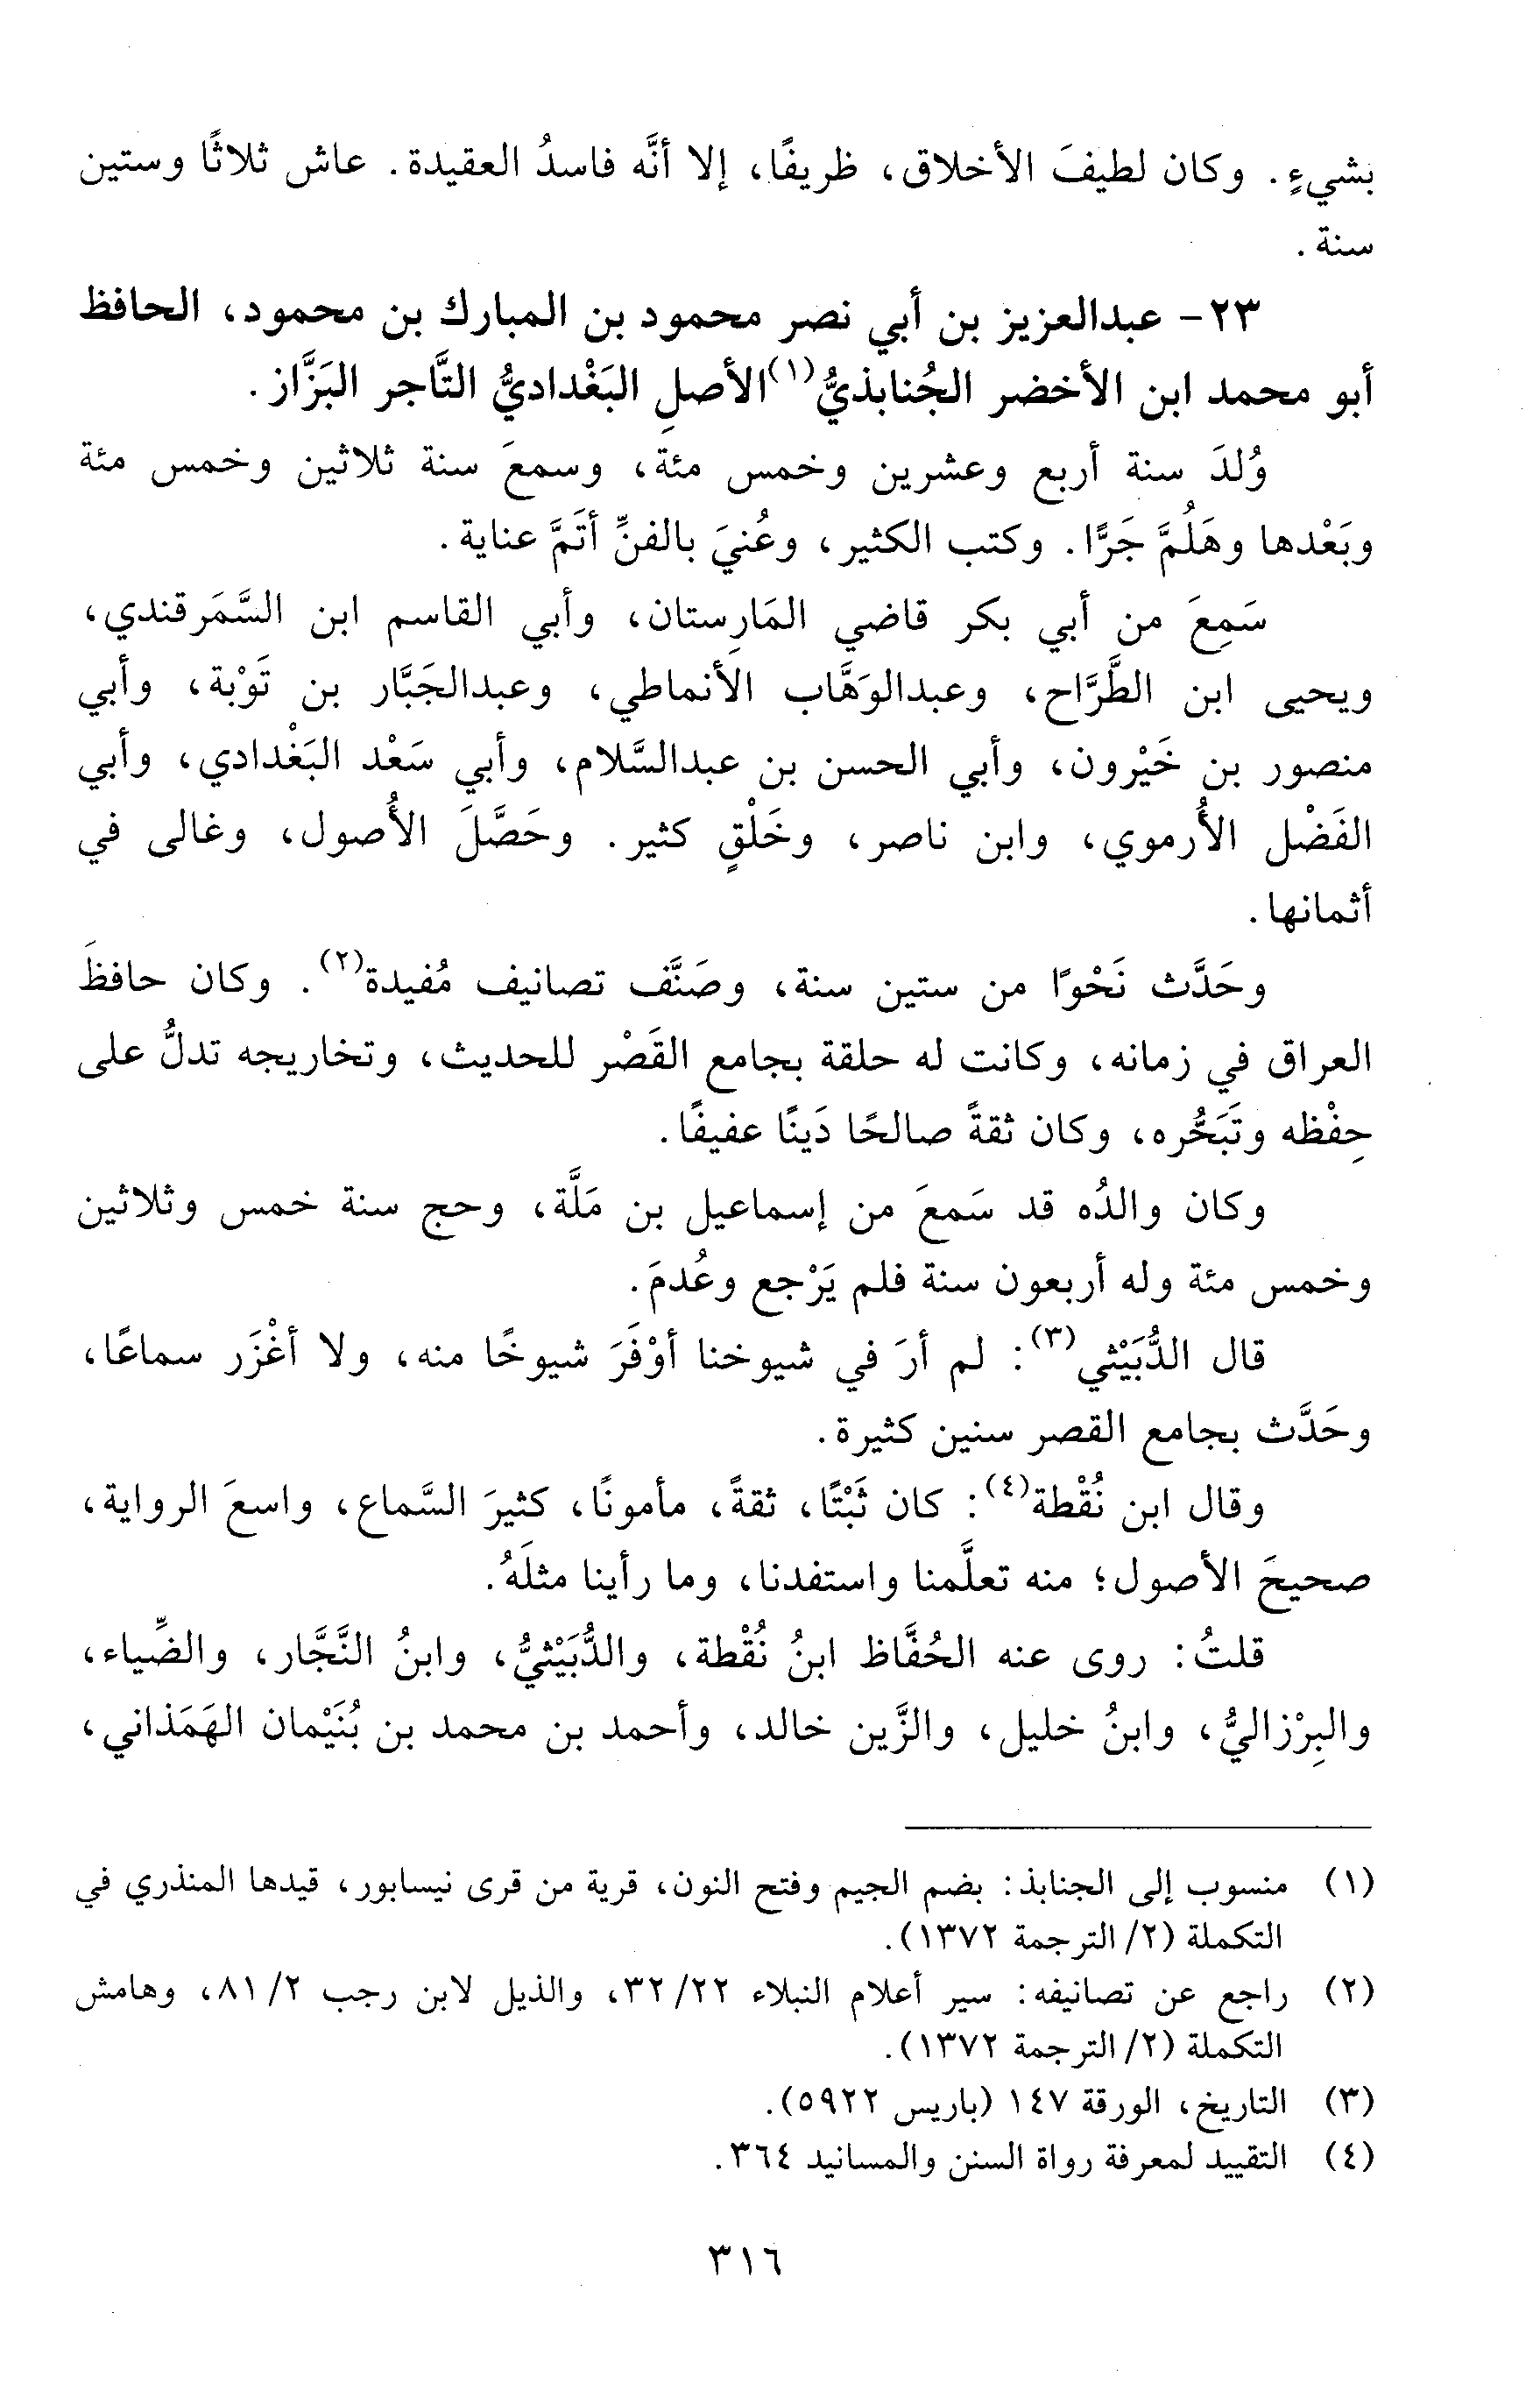 بشيءٍ. وكان لطيفَ الأخلاق، ظريفًا، إلا أنَّه فاسدُ العقيدة. عاش ثلاثًا وستين
سنة.
٢٣- عبدالعزيز بن أبي نصر محمود بن المبارك بن محمود، الحافظ
أبو محمد ابن الأخضر الجُنابذيُّ(١) الأصلِ البَغْداديُّ التَّاجر البَزَّاز.
وُلدَ سنة أربع وعشرين وخمس مئة، وسمعَ سنة ثلاثين وخمس مئة
وبَعْدها وهَلُمَّ جَرًّا. وكتب الكثير، وعُنيَ بالفنِّ أتَمَّ عناية.
سَمِعَ من أبي بكر قاضي المَارِستان، وأبي القاسم ابن السَّمَرقندي،
ويحيى ابن الطَّرَّاح، وعبدالوَهَّاب الأنماطي، وعبدالجَبَّار بن تَوْبة، وأبي
منصور بن خَيْرون، وأبي الحسن بن عبدالسَّلام، وأبي سَعْد البَغْدادي، وأبي
الفَضْل الأُرموي، وابن ناصر، وخَلْقٍ كثير. وحَصَّلَ الأُصول، وغالى في
أثمانها.
وحَدَّث نَحْوًا من ستين سنة، وصَنَّف تصانيف مُفيدة(٢). وكان حافظَ
العراق في زمانه، وكانت له حلقة بجامع القَصْر للحديث، وتخاريجه تدلُّ على
حِفْظه وتَبَحُّره، وكان ثقةً صالحًا دَينًا عفيفًا.
وكان والدُه قد سَمعَ من إسماعيل بن مَلَّة، وحج سنة خمس وثلاثين
وخمس مئة وله أربعون سنة فلم يَرْجع وعُدمَ.
قال الدُّبَيْثي(٣): لم أرَ في شيوخنا أوْفَرَ شيوخًا منه، ولا أغْزَر سماعًا،
وحَدَّث بجامع القصر سنين كثيرة.
وقال ابن نُقْطة(٤): كان ثَبْتًا، ثقةً، مأمونًا، كثيرَ السَّماع، واسعَ الرواية،
صحيحَ الأصول؛ منه تعلَّمنا واستفدنا، وما رأينا مثلَهُ.
قلتُ: روى عنه الحُفَّاظ ابنُ نُقْطة، والدُّبَيْثيُّ، وابنُ النَّجَّار، والضِّياء،
والبِرْزاليُّ، وابنُ خليل، والزَّين خالد، وأحمد بن محمد بن بُنَيْمان الهَمَذاني،
(١) منسوب إلى الجنابذ: بضم الجيم وفتح النون، قرية من قرى نيسابور، قيدها المنذري في
التكملة (٢/ الترجمة ١٣٧٢).
(٢) راجع عن تصانيفه: سير أعلام النبلاء ٣٢/٢٢، والذيل لابن رجب ٨١/٢، وهامش
التكملة (٢/ الترجمة ١٣٧٢).
(٣) التاريخ، الورقة ١٤٧ (باريس ٥٩٢٢).
(٤) التقييد لمعرفة رواة السنن والمسانيد ٣٦٤.
٣١٦